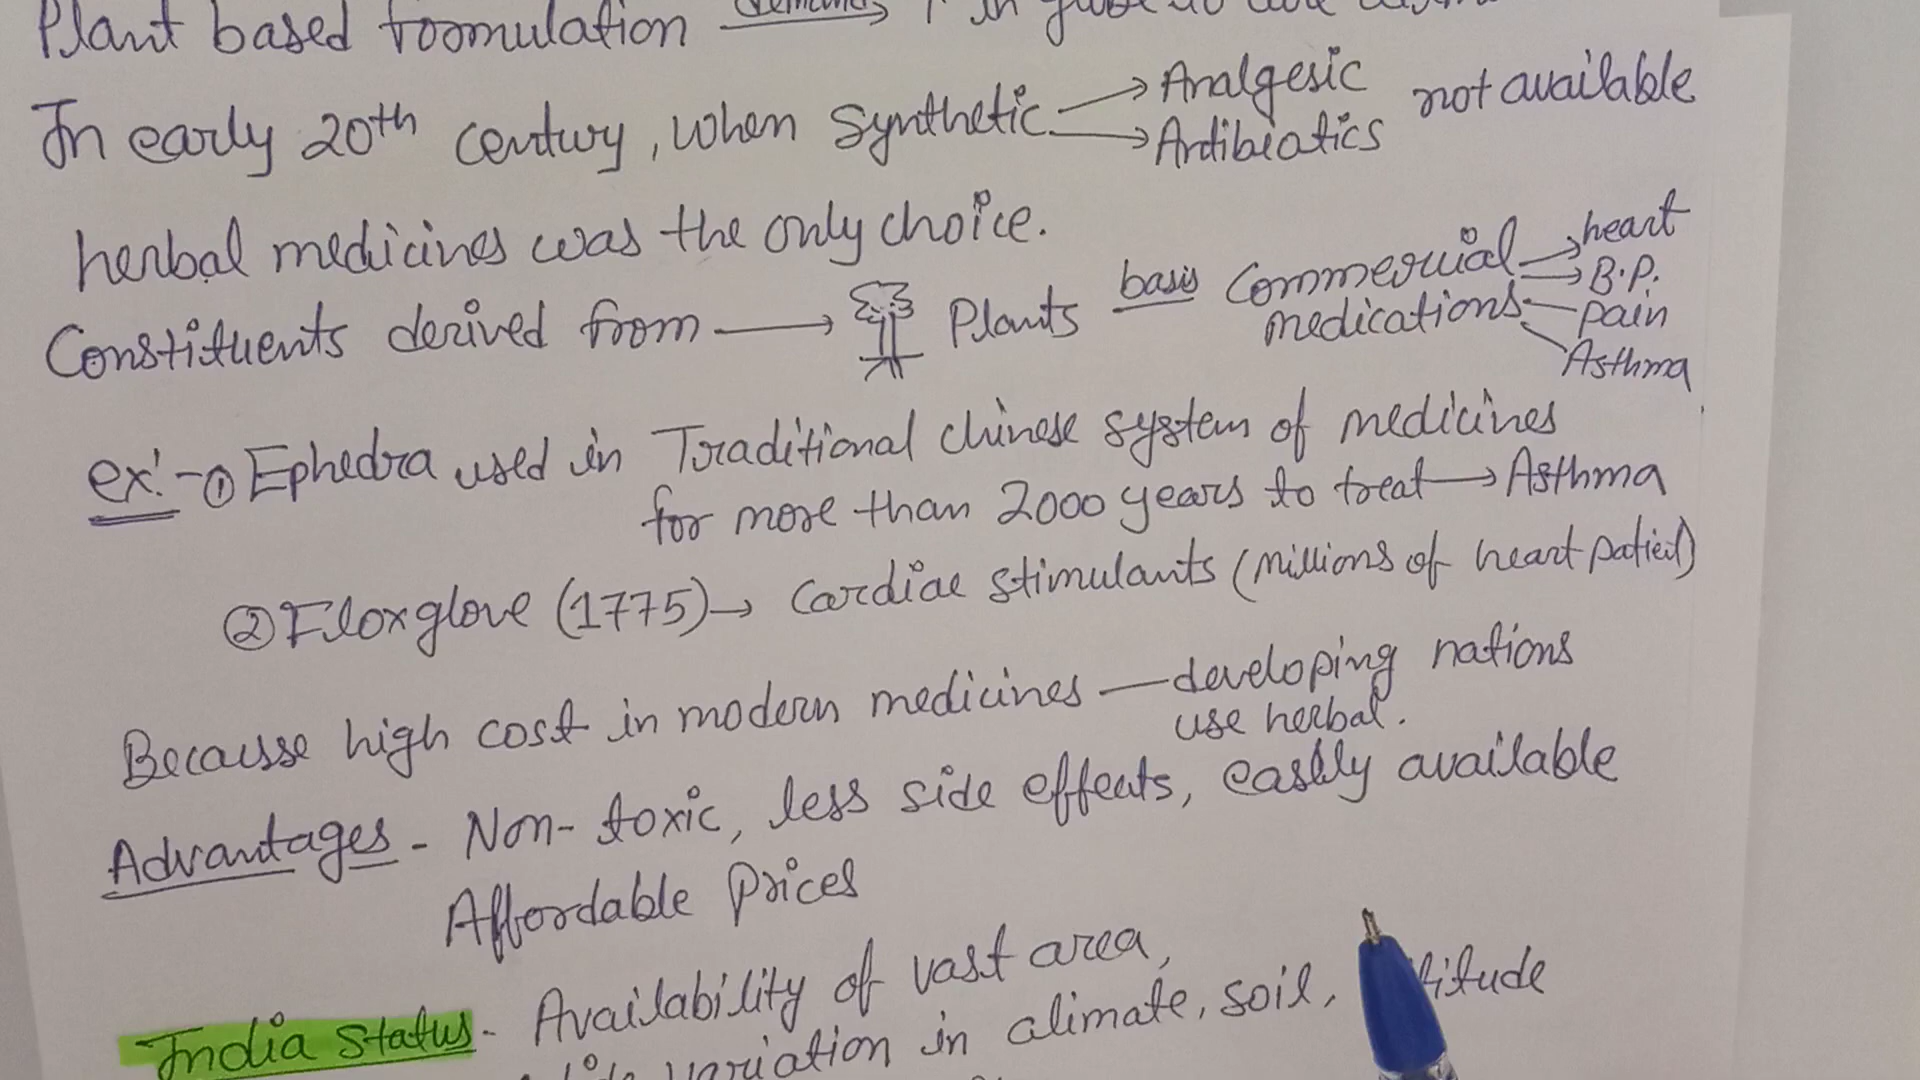 Plant based formulation
In early 20th century, when synthetic → Analgesic → Antibiotics not available
herbal medicines was the only choice.
Constituents derived from → Plants basis Commercial medications → heart → B.P. pain Asthma
ex:- ① Ephedra used in Traditional chinese system of medicines
for more than 2000 years to treat → Asthma
② Floxglove (1775) → Cardiac stimulants (millions of heart patient)
Becausse high cost in modern medicines — developing nations
use herbal.
Advantages - Non-toxic, less side effects, easily available
Affordable Prices
India Status - Availability of vast area,
variation in climate, soil,